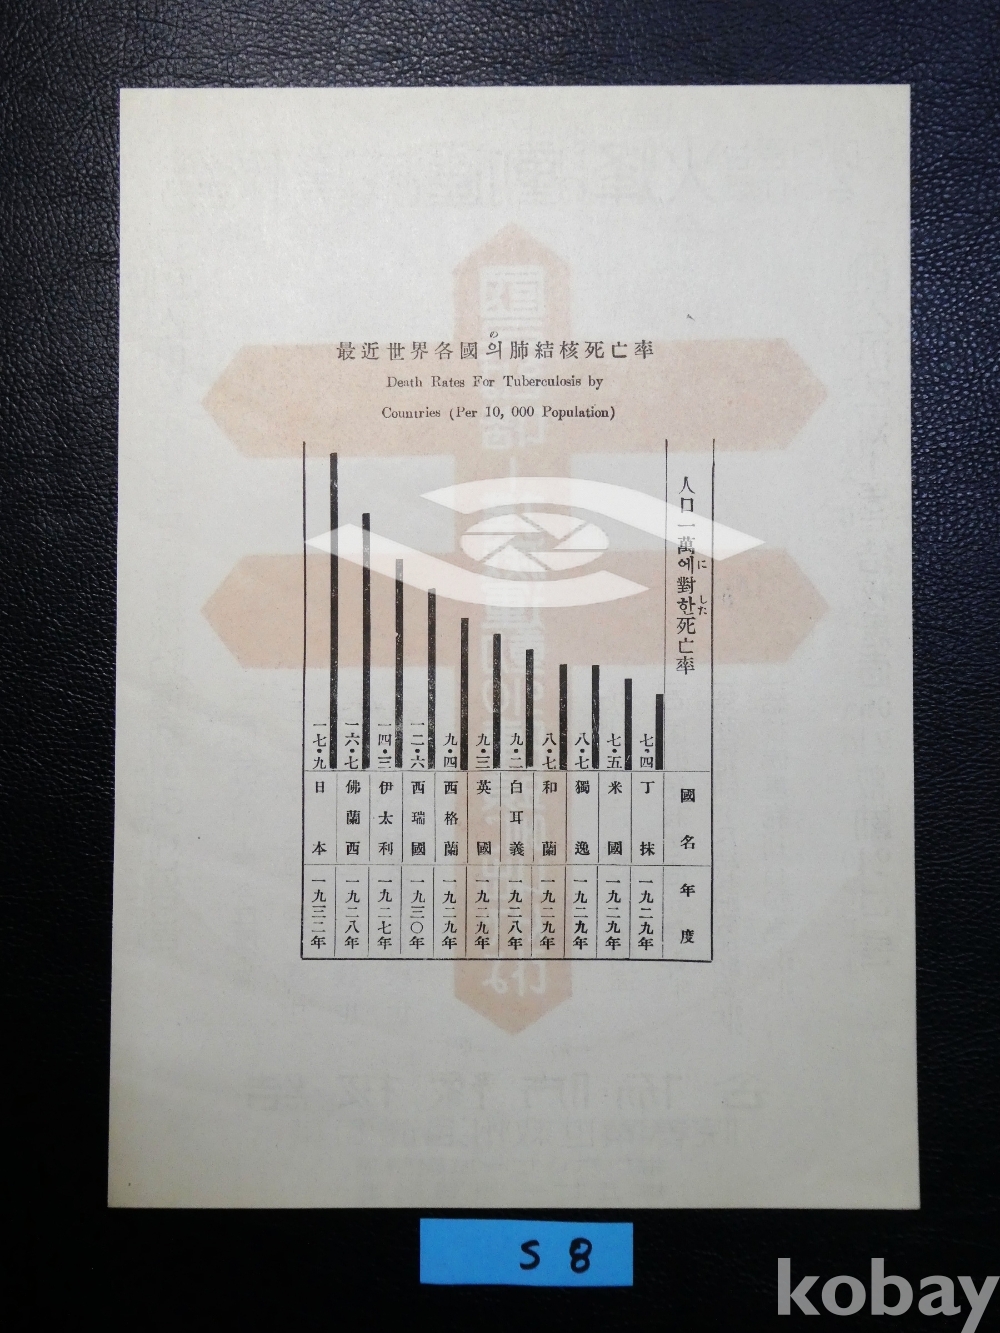 最近世界各國의肺結核死亡率
の
Death Rates For Tuberculosis by
Countries (Per 10, 000 Population)
人口一萬에對한死亡率
に
した
七·四
七·五
八·七
八·七
九·二
九·三
九·四
一二·六
一四·三
一六·七
一七·九
國名
丁抹
米國
獨逸
和蘭
白耳義
英國
西格蘭
西瑞國
伊太利
佛蘭西
日本
年度
一九二九年
一九二九年
一九二九年
一九二九年
一九二八年
一九二九年
一九二九年
一九三〇年
一九二七年
一九二八年
一九三二年
S 8
kobay